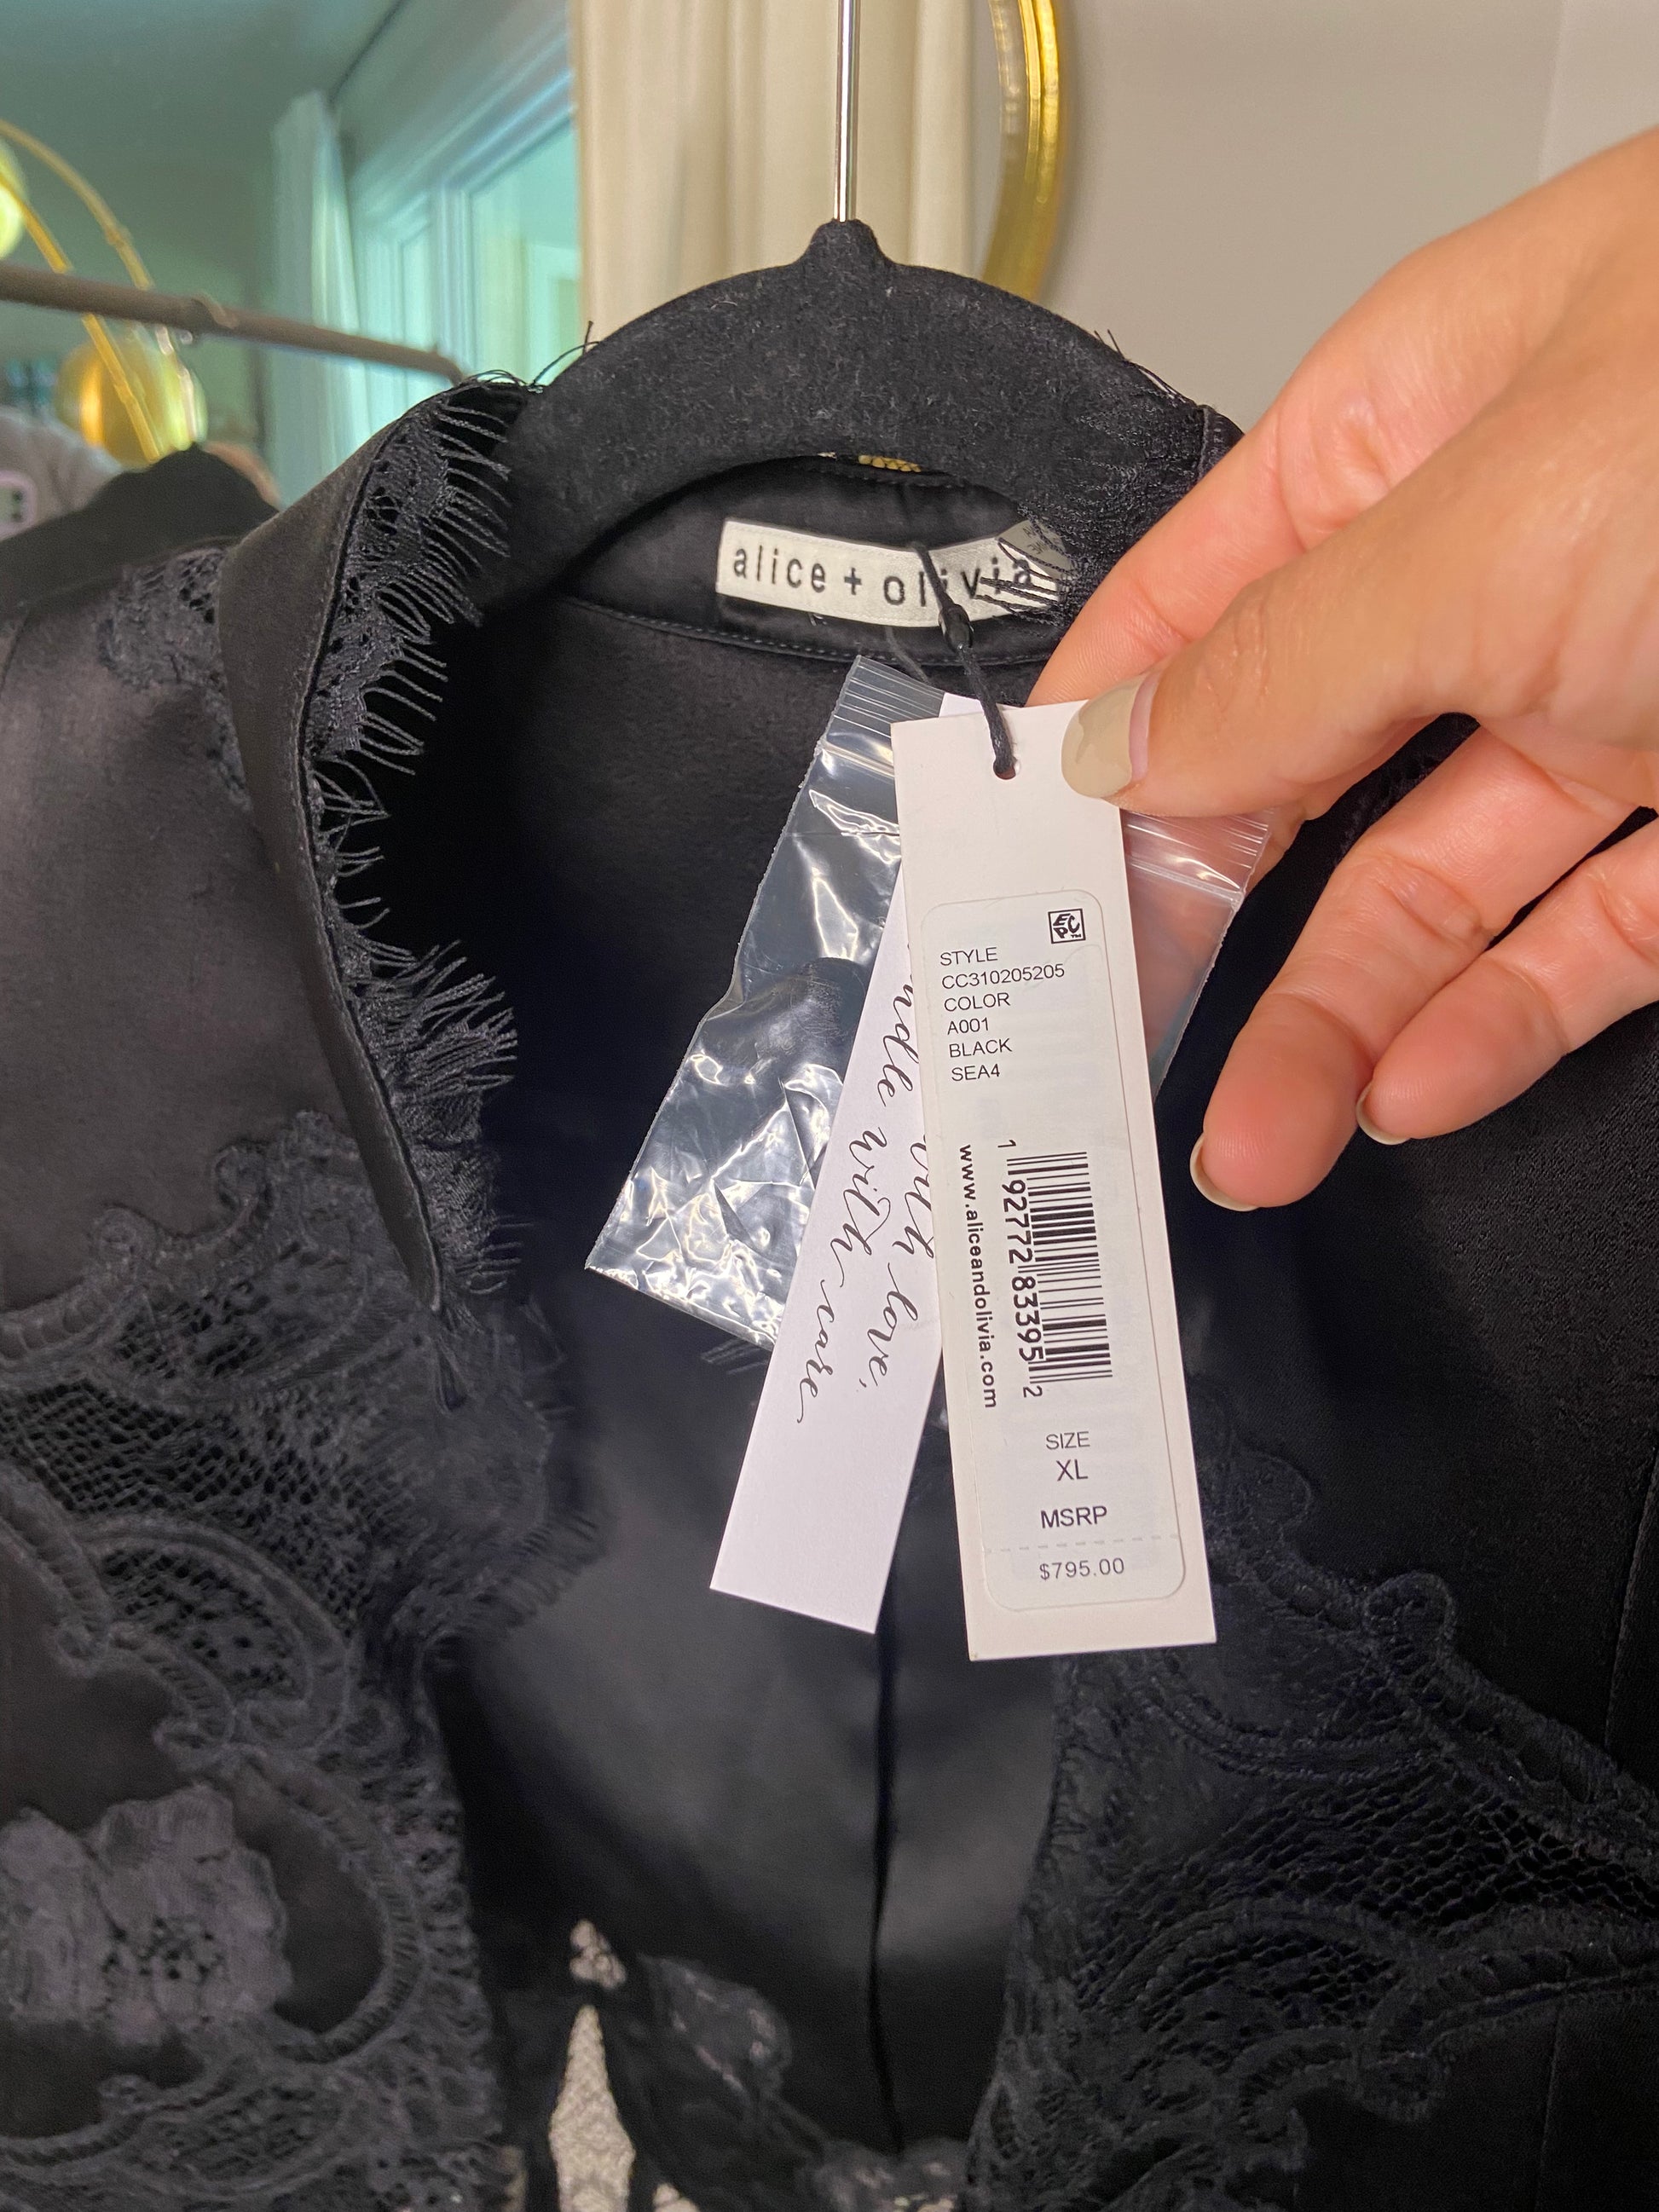 alice + olivia
STYLE
CC310205205
COLOR
A001
BLACK
SEA4
1 92772 83395 2
www.aliceandolivia.com
SIZE
XL
MSRP
$795.00
with love,
with care